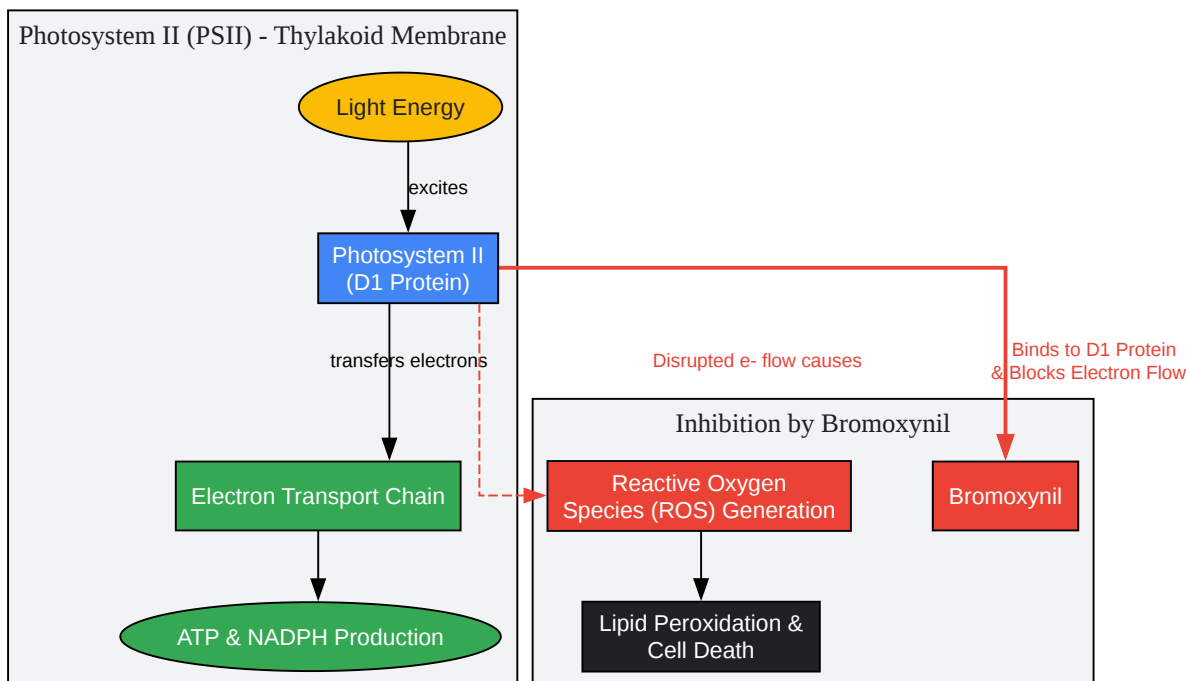 Photosystem II (PSII) - Thylakoid Membrane
Light Energy
excites
Photosystem II
(D1 Protein)
transfers electrons
Disrupted e- flow causes
Binds to D1 Protein
& Blocks Electron Flow
Inhibition by Bromoxynil
Electron Transport Chain
Reactive Oxygen
Species (ROS) Generation
Bromoxynil
ATP & NADPH Production
Lipid Peroxidation &
Cell Death